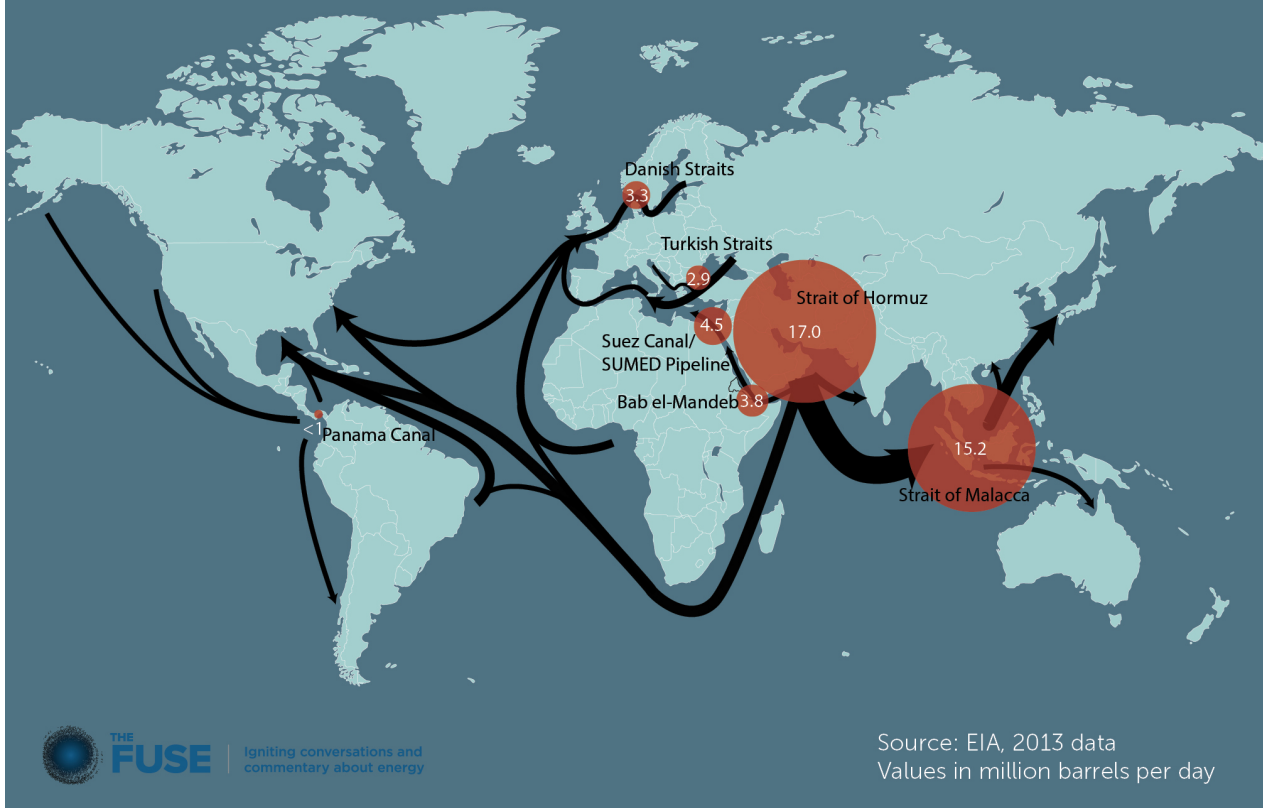 Danish Straits
3.3
Turkish Straits
2.9
Strait of Hormuz
17.0
4.5
Suez Canal/
SUMED Pipeline
Bab el-Mandeb
3.8
<1
Panama Canal
15.2
Strait of Malacca
THE
FUSE
Igniting conversations and
commentary about energy
Source: EIA, 2013 data
Values in million barrels per day